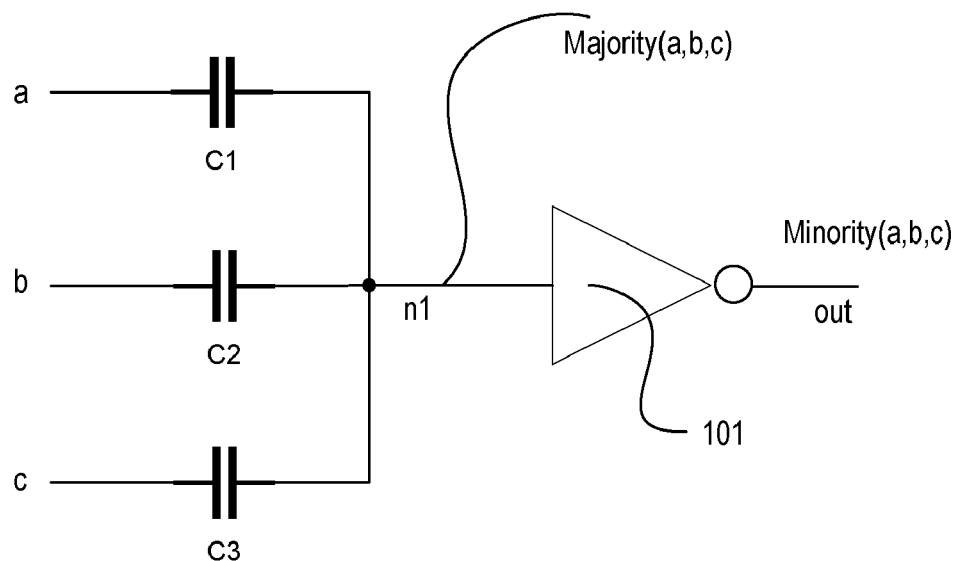 Majority(a,b,c)
a
C1
Minority(a,b,c)
b
n1
out
C2
101
c
C3